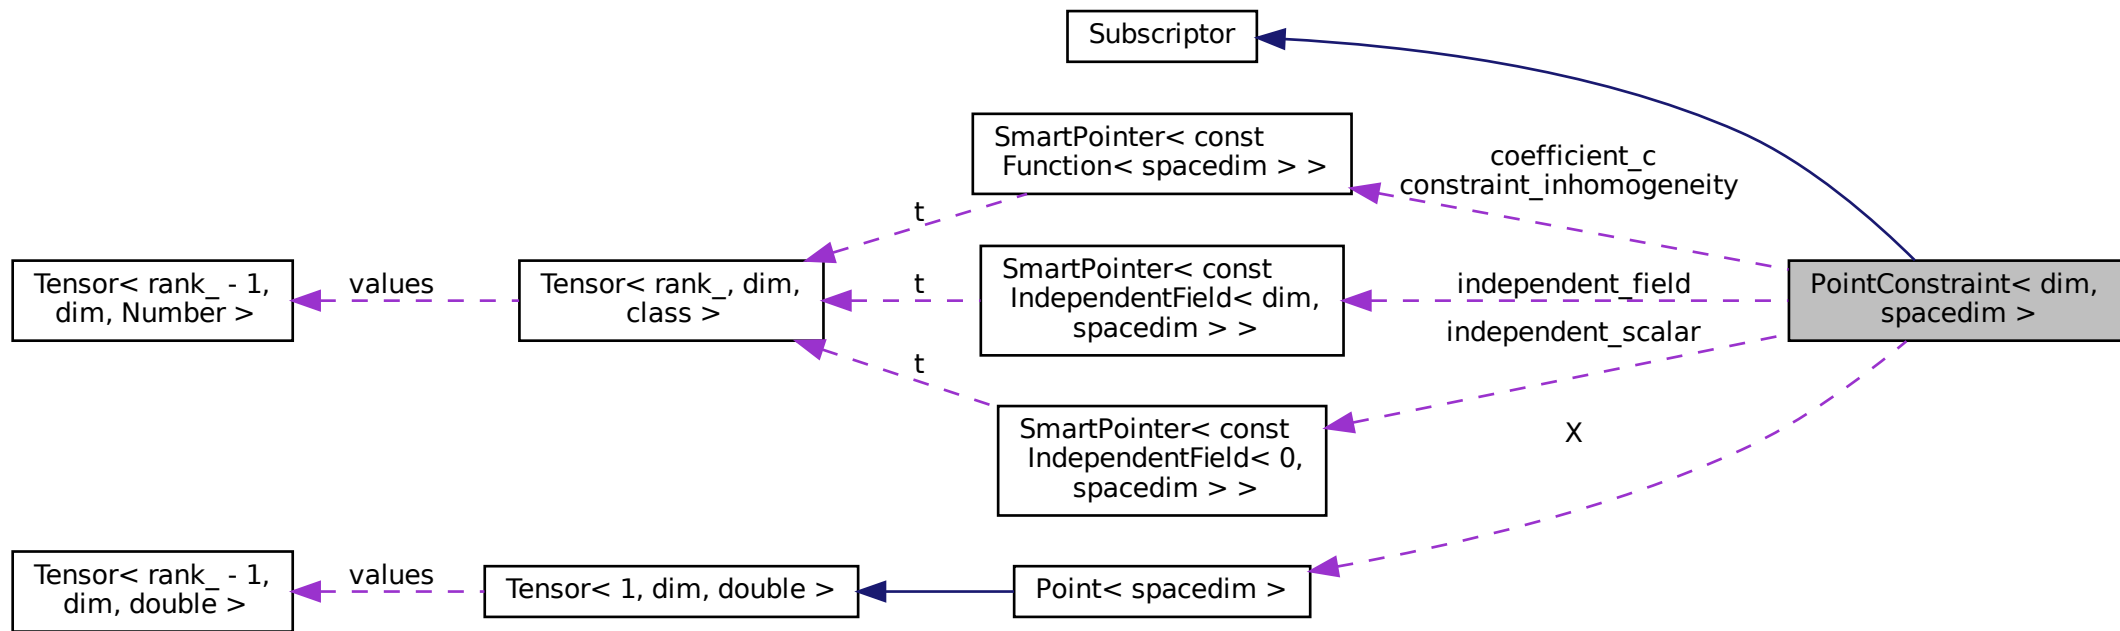 Subscriptor
SmartPointer< const
Function< spacedim > >
coefficient_c
constraint_inhomogeneity
t
Tensor< rank_ - 1,
dim, Number >
values
Tensor< rank_, dim,
class >
t
SmartPointer< const
IndependentField< dim,
spacedim > >
independent_field
PointConstraint< dim,
spacedim >
independent_scalar
t
SmartPointer< const
IndependentField< 0,
spacedim > >
X
Tensor< rank_ - 1,
dim, double >
values
Tensor< 1, dim, double >
Point< spacedim >